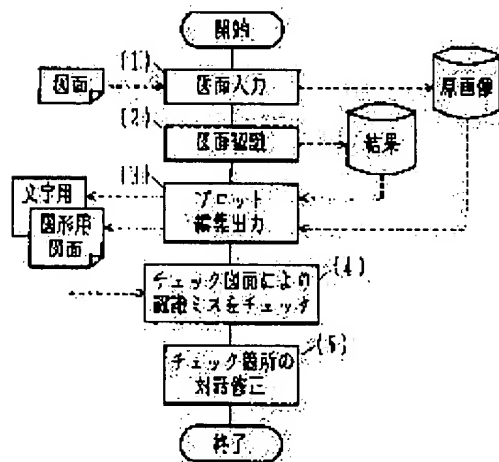 開始
(1)
図面
図面入力
原画像
(2)
図面認識
結果
(3)
文字用
プロット
編集出力
図形用
図面
(4)
チェック図面により
認識ミスをチェック
(5)
チェック箇所の
対話修正
終了